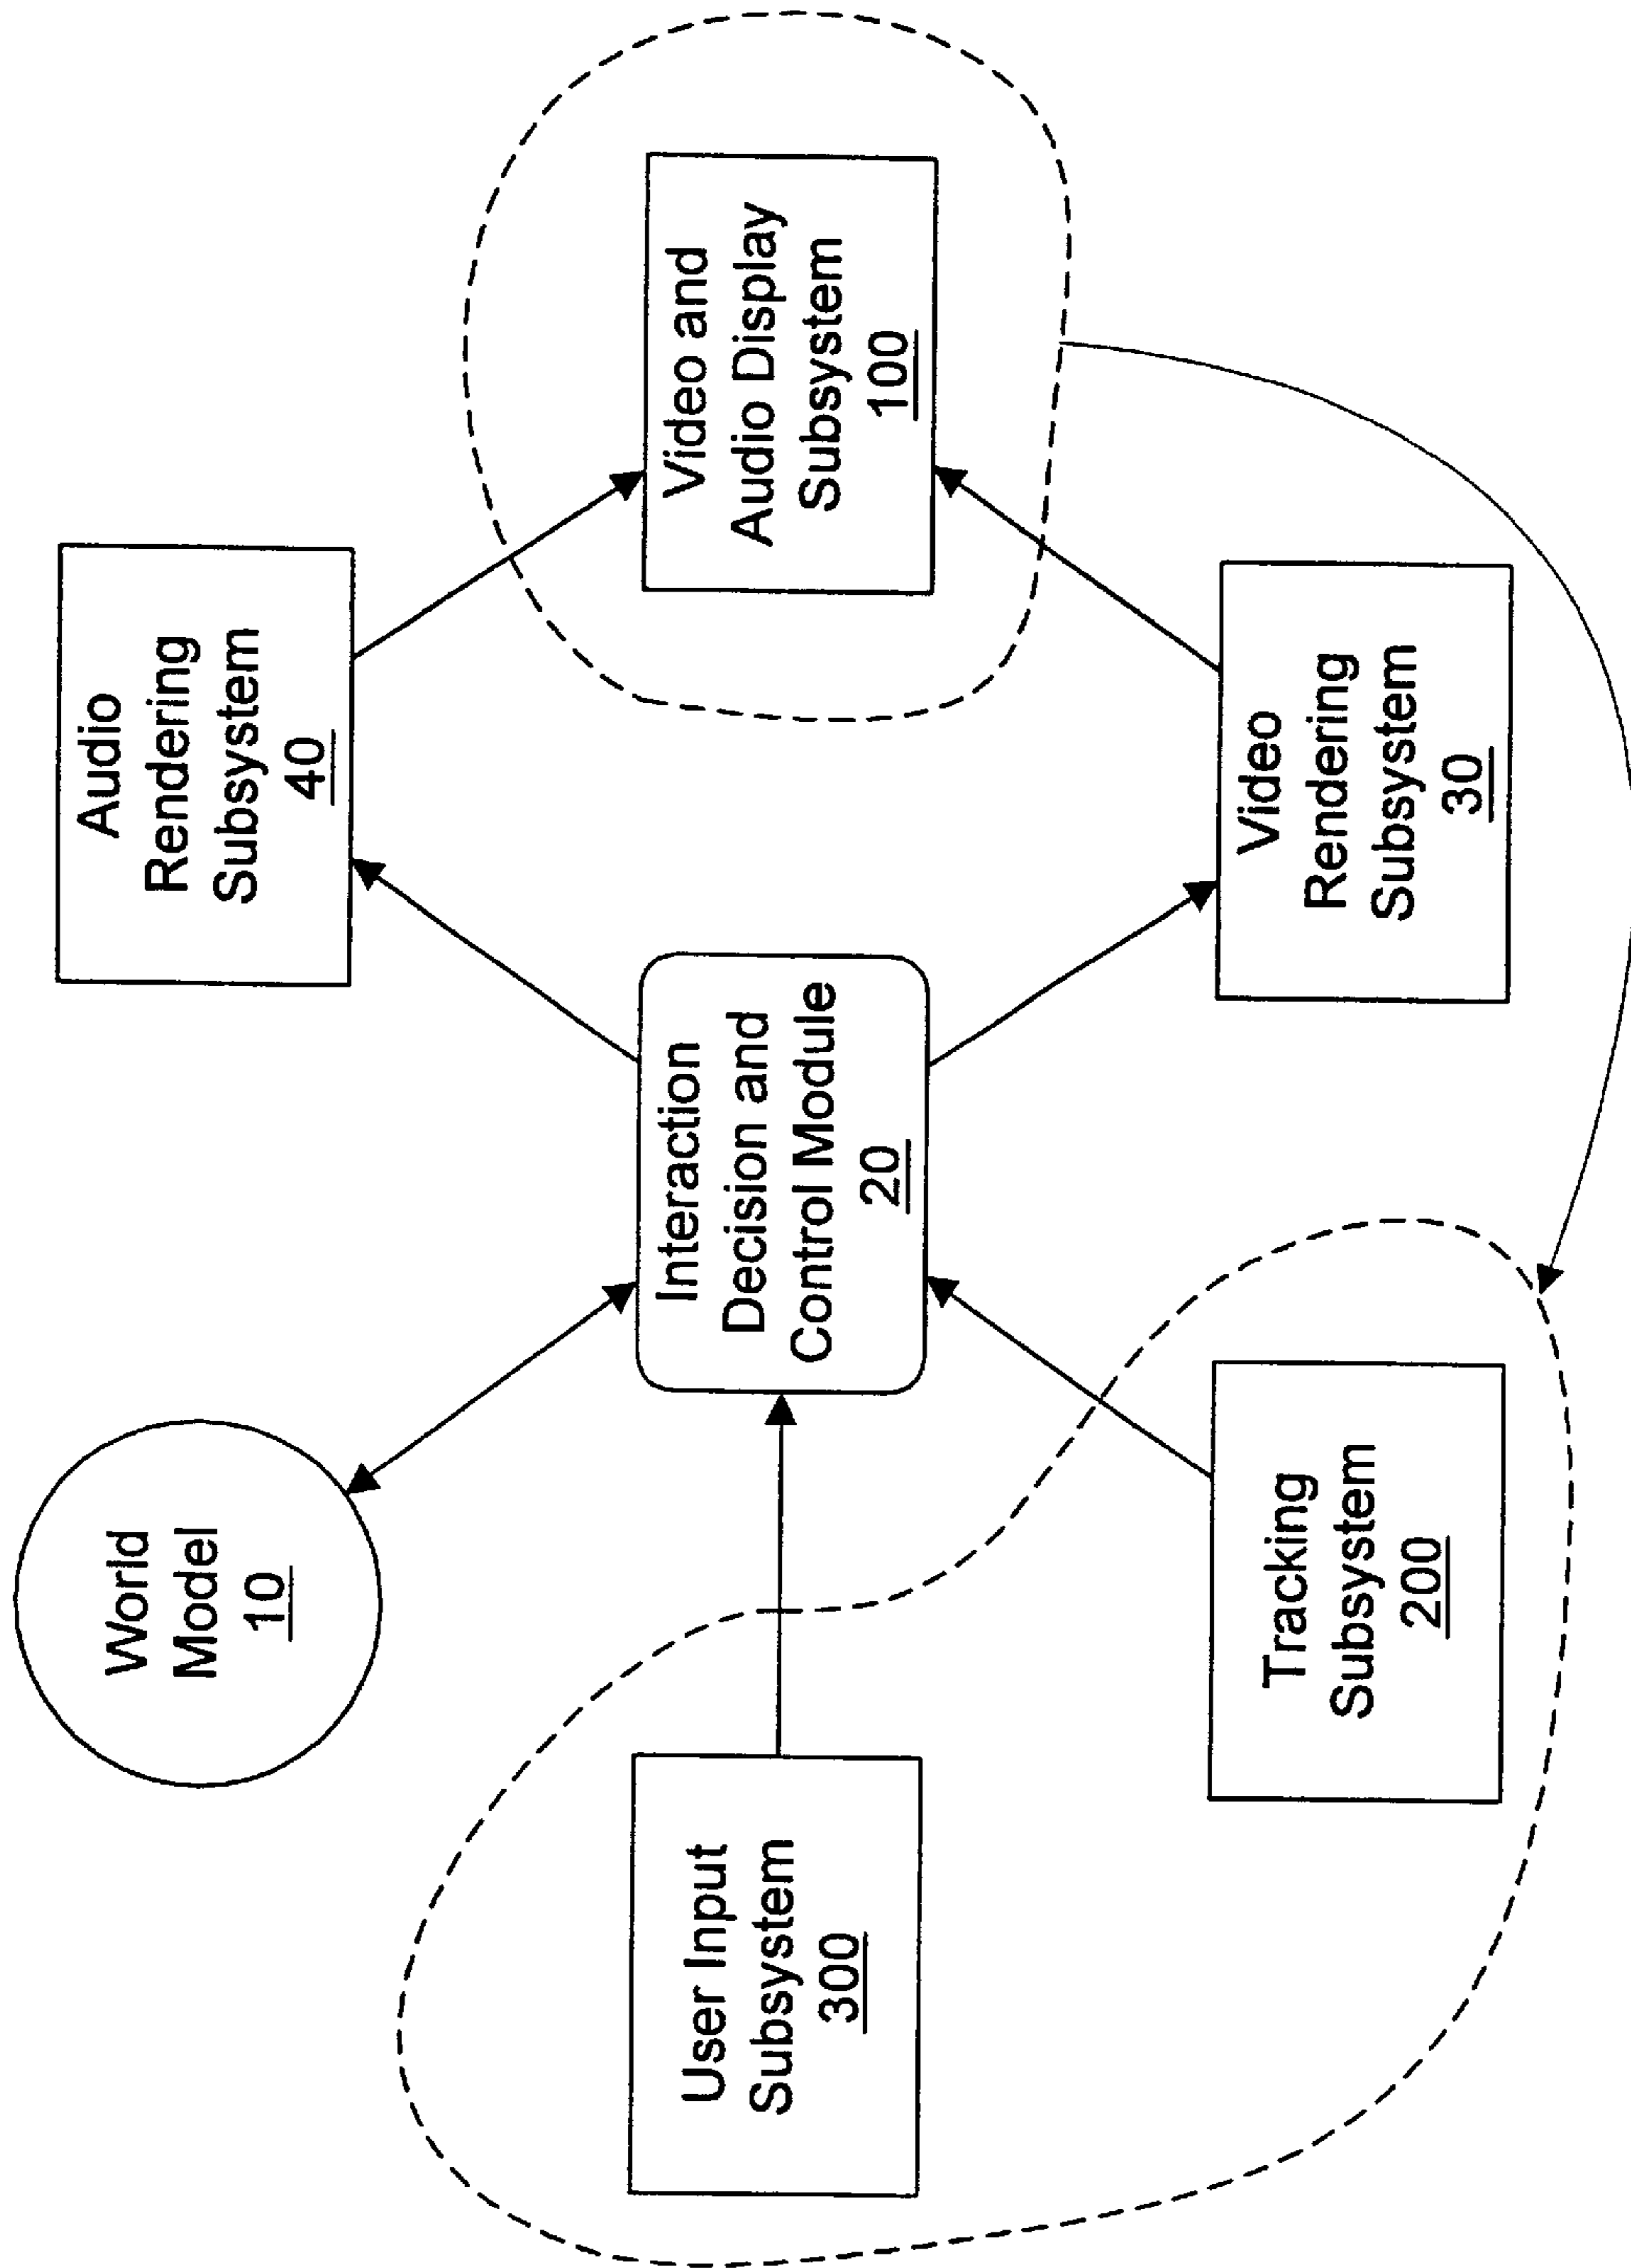 World
Model
10
Audio
Rendering
Subsystem
40
User Input
Subsystem
300
Interaction
Decision and
Control Module
20
Video and
Audio Display
Subsystem
100
Tracking
Subsystem
200
Video
Rendering
Subsystem
30